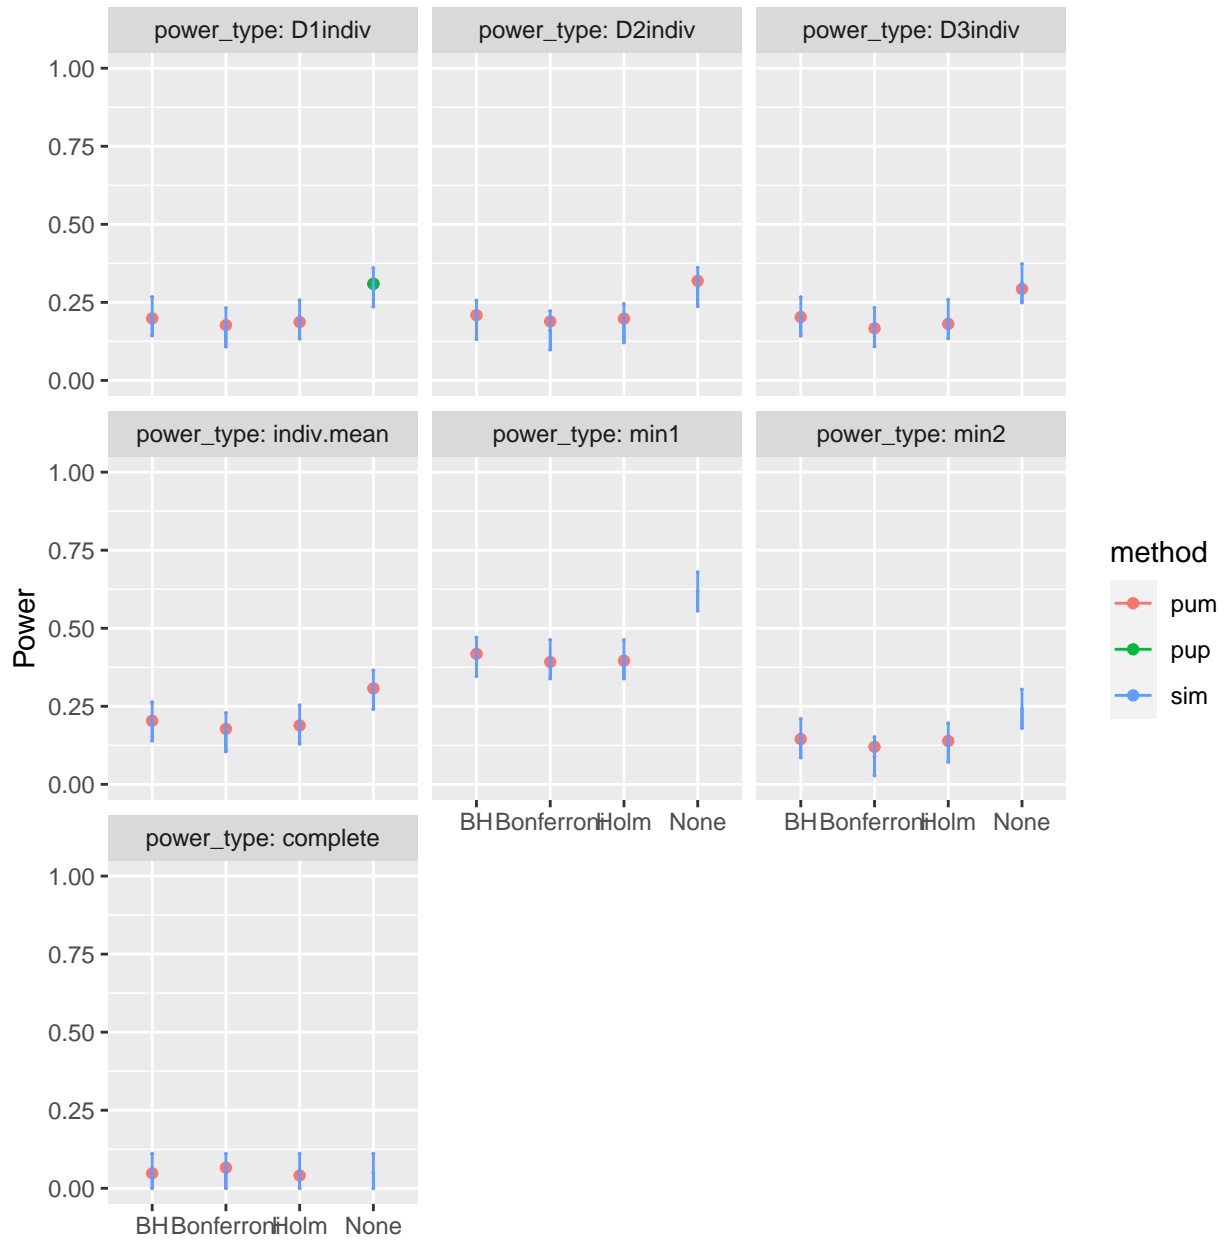 power_type: D1indiv power_type: D2indiv power_type: D3indiv
1.00
0.75
0.50
0.25
0.00
power_type: indiv.mean power_type: min1 power_type: min2
1.00
0.75
0.50
0.25
0.00
Power
method
pum
pup
sim
BH Bonferroni Holm None BH Bonferroni Holm None
power_type: complete
1.00
0.75
0.50
0.25
0.00
BH Bonferroni Holm None